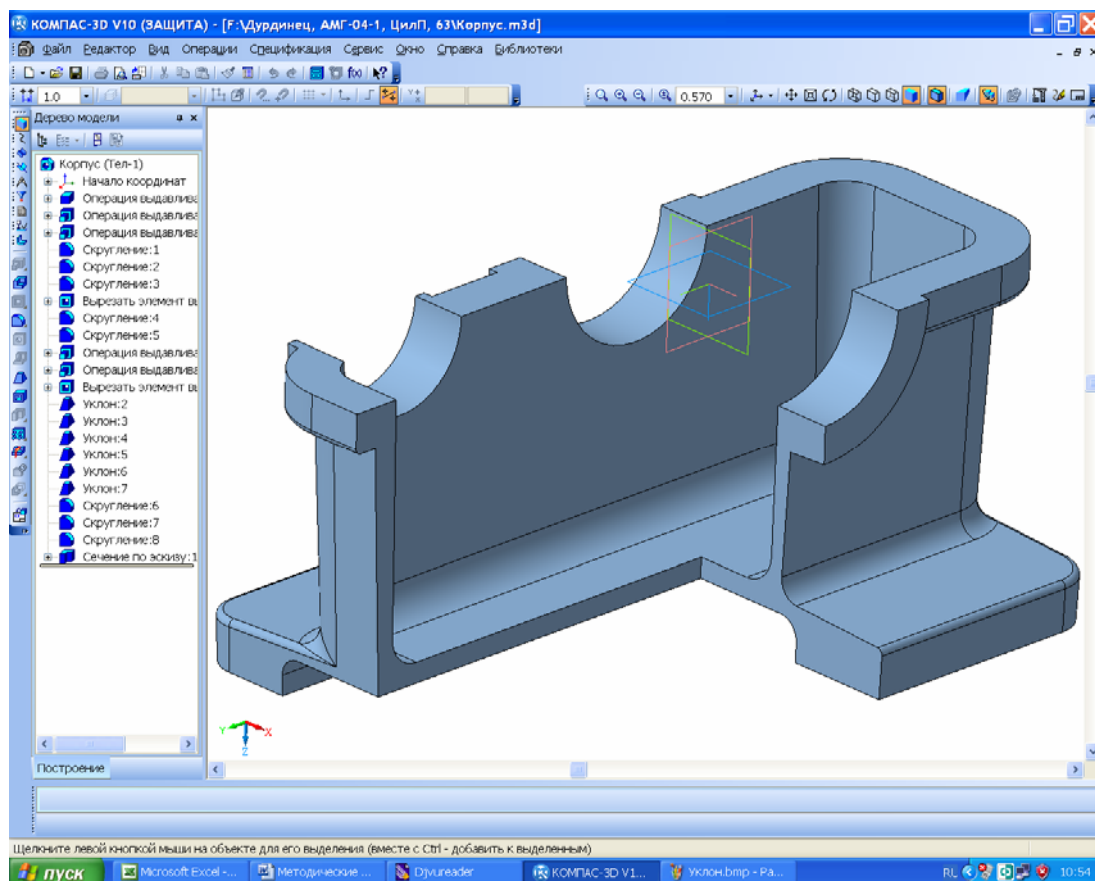 КОМПАС-3D V10 (ЗАЩИТА) - [F:\Дурдинец, АМГ-04-1, ЦилП, 63\Корпус.m3d]
Файл Редактор Вид Операции Спецификация Сервис Окно Справка Библиотеки
1.0 0.570
Дерево модели
Корпус (Тел-1)
Начало координат
Операция выдавлива
Операция выдавлива
Операция выдавлива
Скругление:1
Скругление:2
Скругление:3
Вырезать элемент вы
Скругление:4
Скругление:5
Операция выдавлива
Операция выдавлива
Вырезать элемент вы
Уклон:2
Уклон:3
Уклон:4
Уклон:5
Уклон:6
Уклон:7
Скругление:6
Скругление:7
Скругление:8
Сечение по эскизу:1
Y X
Z
Построение
Щелкните левой кнопкой мыши на объекте для его выделения (вместе с Ctrl - добавить к выделенным)
пуск Microsoft Excel -... Методические ... Djvureader КОМПАС-3D V1... Уклон.bmp - Pa... RL 10:54